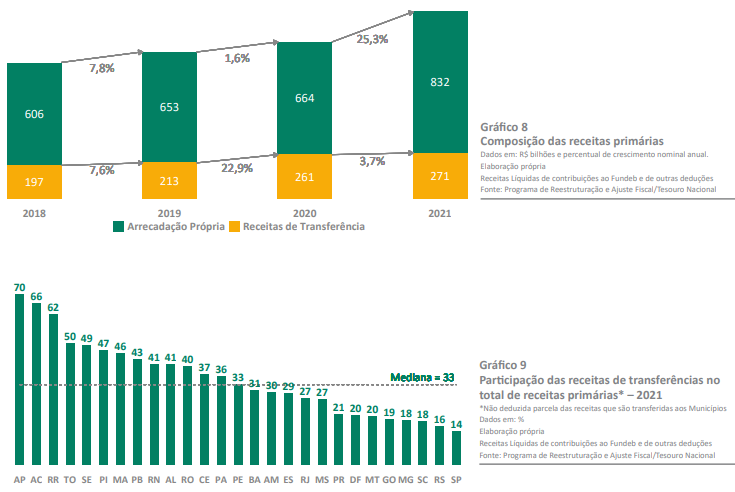 25,3%
7,8%
1,6%
606
653
664
832
7,6%
22,9%
3,7%
197
213
261
271
2018
2019
2020
2021
Arrecadação Própria Receitas de Transferência
Gráfico 8
Composição das receitas primárias
Dados em: R$ bilhões e percentual de crescimento nominal anual.
Elaboração própria
Receitas Líquidas de contribuições ao Fundeb e de outras deduções
Fonte: Programa de Reestruturação e Ajuste Fiscal/Tesouro Nacional
70 66 62 50 49 47 46 43 41 41 40 37 36 33 31 30 29 27 27 21 20 20 19 18 18 16 14
Mediana = 33
AP AC RR TO SE PI MA PB RN AL RO CE PA PE BA AM ES RJ MS PR DF MT GO MG SC RS SP
Gráfico 9
Participação das receitas de transferências no
total de receitas primárias* – 2021
*Não deduzida parcela das receitas que são transferidas aos Municípios
Dados em: %
Elaboração própria
Receitas Líquidas de contribuições ao Fundeb e de outras deduções
Fonte: Programa de Reestruturação e Ajuste Fiscal/Tesouro Nacional